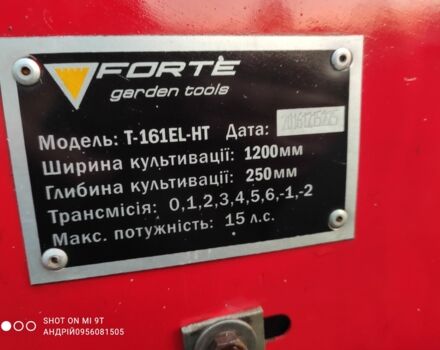 FORTE
garden tools
Модель: Т-161EL-HT Дата:
Ширина культивації: 1200мм
Глибина культивації: 250мм
Трансмісія: 0,1,2,3,4,5,6,-1,-2
Макс. потужність: 15 л.с.
SHOT ON MI 9T
АНДРІЙ0956081505